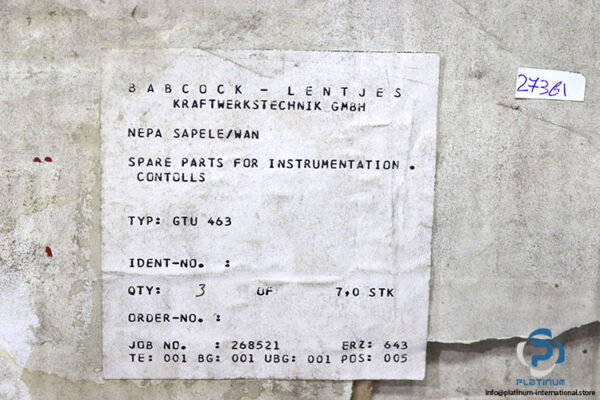 BABCOCK - LENTJES
KRAFTWERKSTECHNIK GMBH
NEPA SAPELE/WAN
SPARE PARTS FOR INSTRUMENTATION .
CONTOLLS
TYP: GTU 463
IDENT-NO. :
QTY: 3 OF 7,0 STK
ORDER-NO. :
JOB NO. : 268521 ERZ: 643
TE: 001 BG: 001 UBG: 001 POS: 005
27361
PLATINUM
info@platinum-international.store